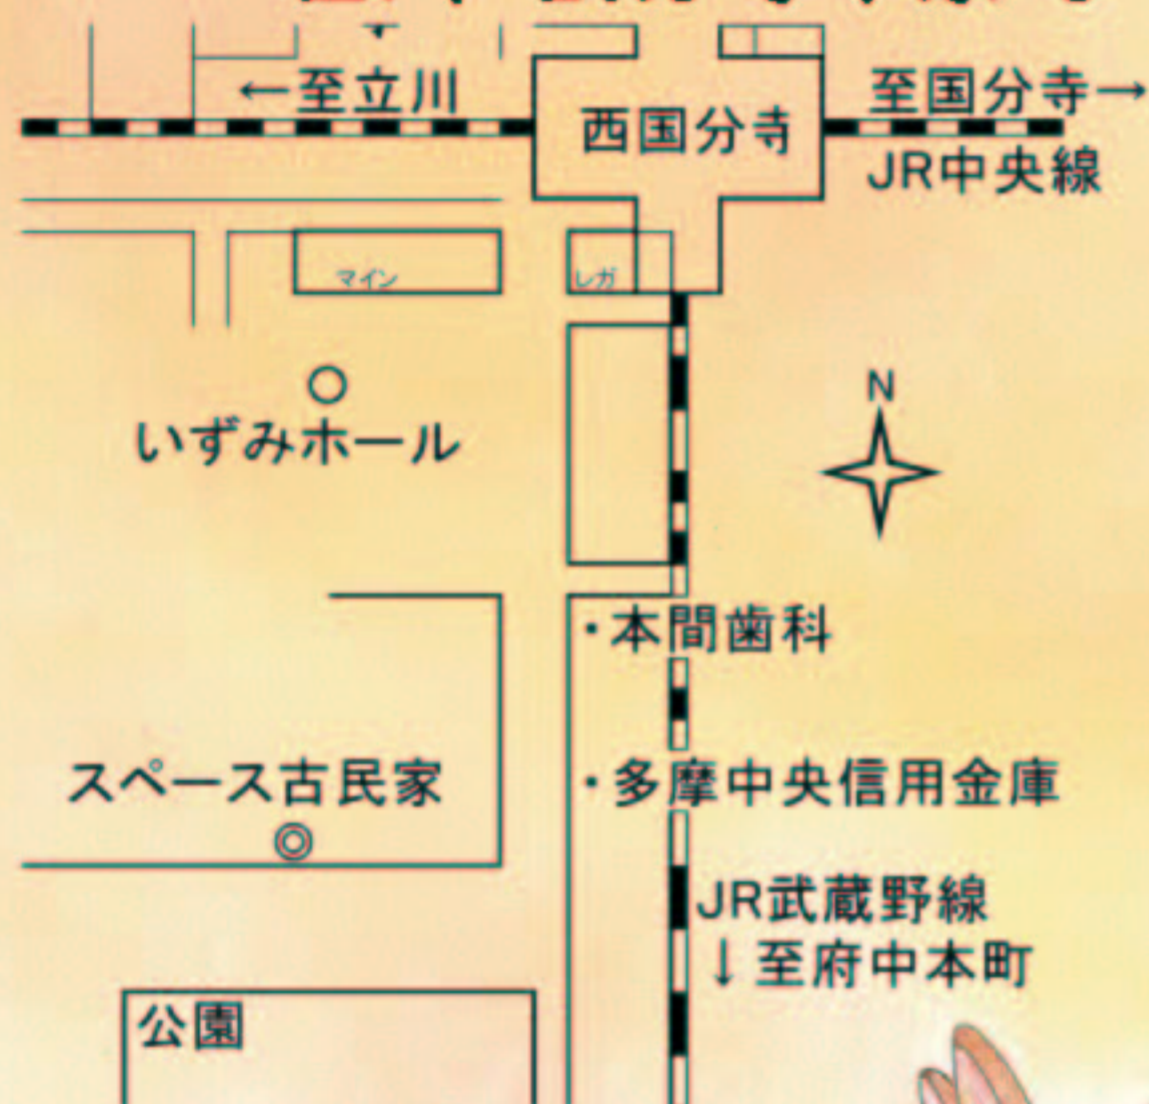 ←至立川
西国分寺
至国分寺→
JR中央線
マイン
レガ
N
いずみホール
・本間歯科
スペース古民家
・多摩中央信用金庫
JR武蔵野線
↓至府中本町
公園